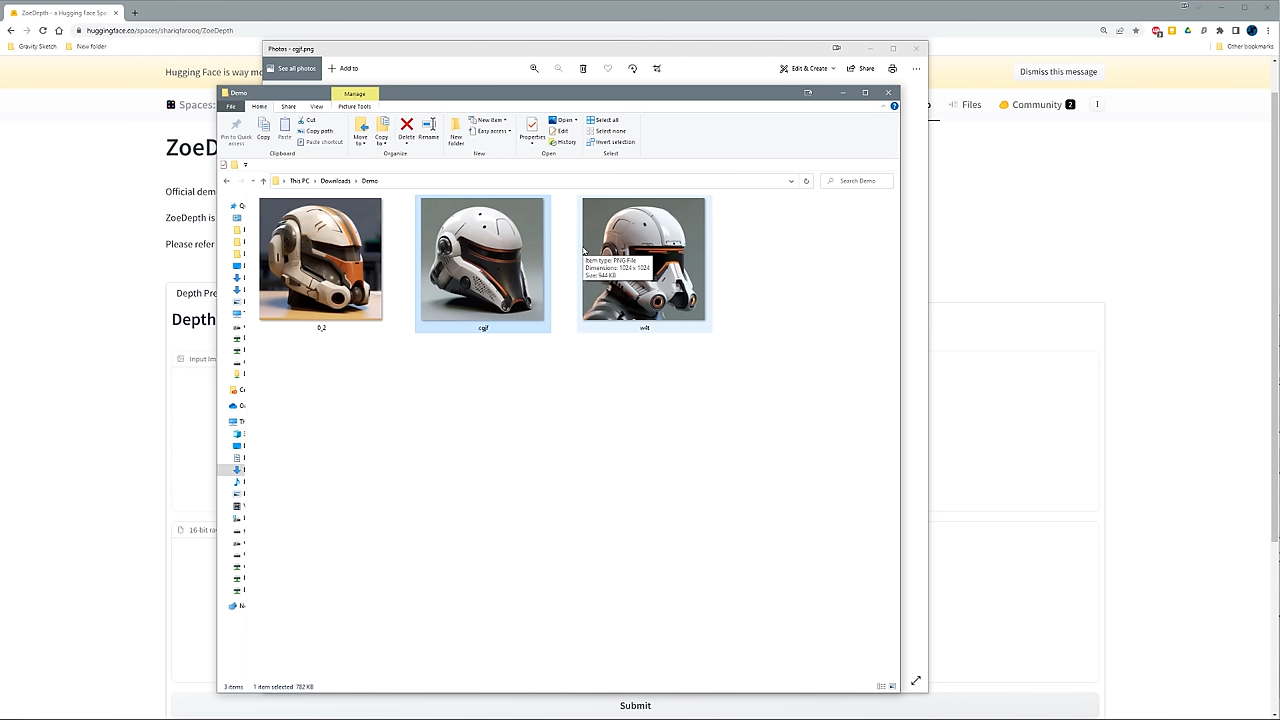 ZoeDepth - a Hugging Face Spa
huggingface.co/spaces/shariqfarooq/ZoeDepth
Gravity Sketch
New folder
Other bookmarks
Hugging Face is way mo
Dismiss this message
Spaces:
Files
Community 2
ZoeD
Official dem
ZoeDepth is
Please refer
Depth Pre
Depth
Input Im
16-bit ra
Submit
Photos - cgjf.png
See all photos
Add to
Edit & Create
Share
Demo
Manage
File
Home
Share
View
Picture Tools
Pin to Quick access
Copy
Paste
Cut
Copy path
Paste shortcut
Clipboard
Move to
Copy to
Delete
Rename
Organize
New folder
New item
Easy access
New
Properties
Open
Edit
History
Open
Select all
Select none
Invert selection
Select
This PC > Downloads > Demo
Search Demo
Item type: PNG File
Dimensions: 1024 x 1024
Size: 944 KB
0_2
cgjf
w4t
3 items
1 item selected 782 KB